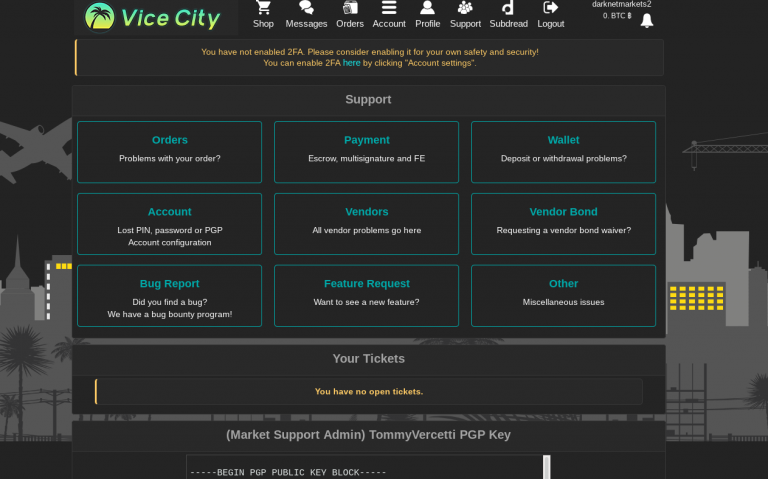 Vice City
Shop
Messages
Orders
Account
Profile
Support
Subdread
Logout
darknetmarkets2
0. BTC ฿
You have not enabled 2FA. Please consider enabling it for your own safety and security!
You can enable 2FA here by clicking "Account settings".
Support
Orders
Problems with your order?
Payment
Escrow, multisignature and FE
Wallet
Deposit or withdrawal problems?
Account
Lost PIN, password or PGP
Account configuration
Vendors
All vendor problems go here
Vendor Bond
Requesting a vendor bond waiver?
Bug Report
Did you find a bug?
We have a bug bounty program!
Feature Request
Want to see a new feature?
Other
Miscellaneous issues
Your Tickets
You have no open tickets.
(Market Support Admin) TommyVercetti PGP Key
-----BEGIN PGP PUBLIC KEY BLOCK-----